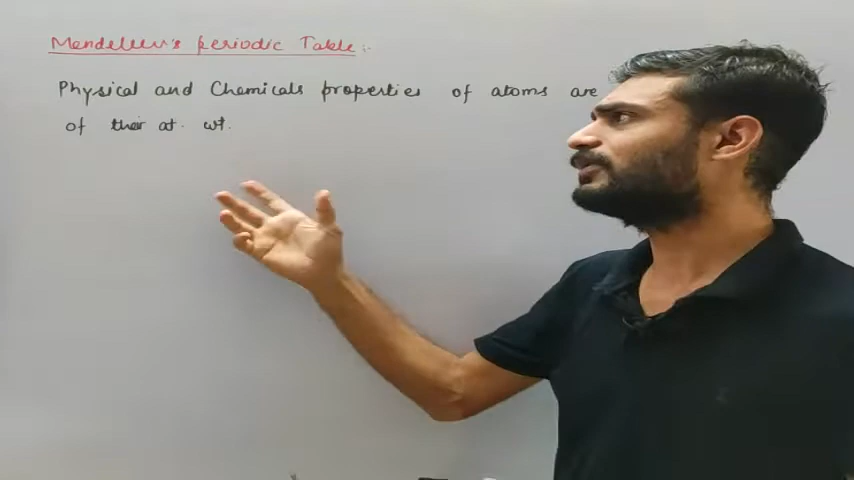 Mendeleev's periodic Table:-
Physical and Chemicals properties of atoms are
of their at. wt.